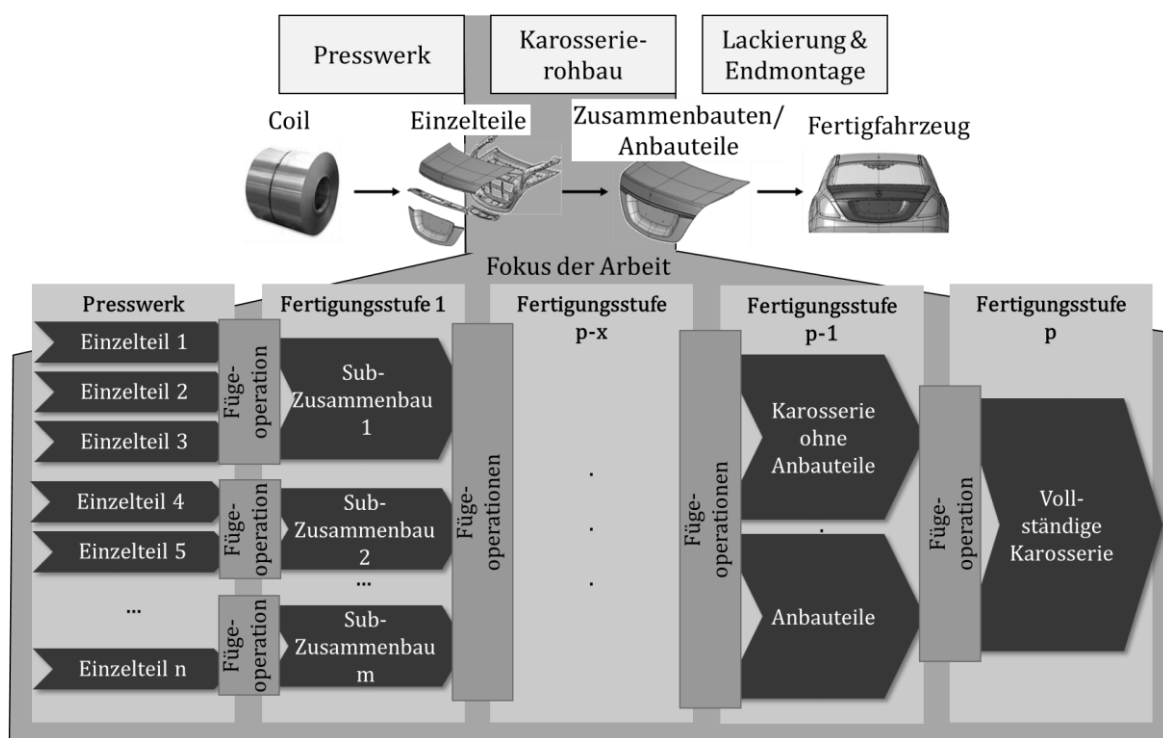 Presswerk
Karosserie-
rohbau
Lackierung &
Endmontage
Coil
Einzelteile
Zusammenbauten/
Anbauteile
Fertigfahrzeug
Fokus der Arbeit
Presswerk
Einzelteil 1
Einzelteil 2
Einzelteil 3
Einzelteil 4
Einzelteil 5
...
Einzelteil n
Füge-
operation
Füge-
operation
Füge-
operation
Fertigungsstufe 1
Sub-
Zusammenbau
1
Sub-
Zusammenbau
2
...
Sub-
Zusammenbau
m
Füge-
operationen
Fertigungsstufe
p-x
.
.
.
Füge-
operationen
Fertigungsstufe
p-1
Karosserie
ohne
Anbauteile
.
Anbauteile
Füge-
operation
Fertigungsstufe
p
Voll-
ständige
Karosserie